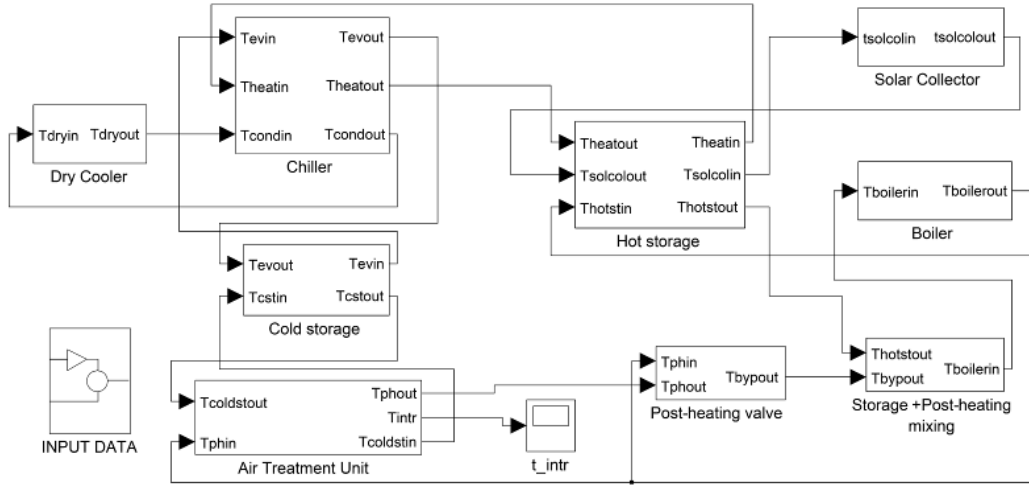 Tevin
Tevout
Theatin
Theatout
Tcondin
Tcondout
Chiller
Tdryin
Tdryout
Dry Cooler
tsolcolin
tsolcolout
Solar Collector
Theatout
Theatin
Tsolcolout
Tsolcolin
Thotstin
Thotstout
Hot storage
Tboilerin
Tboilerout
Boiler
Tevout
Tevin
Tcstin
Tcstout
Cold storage
INPUT DATA
Tcoldstout
Tphout
Tintr
Tphin
Tcoldstin
Air Treatment Unit
t_intr
Tphin
Tphout
Tbypout
Post-heating valve
Thotstout
Tboilerin
Tbypout
Storage +Post-heating
mixing